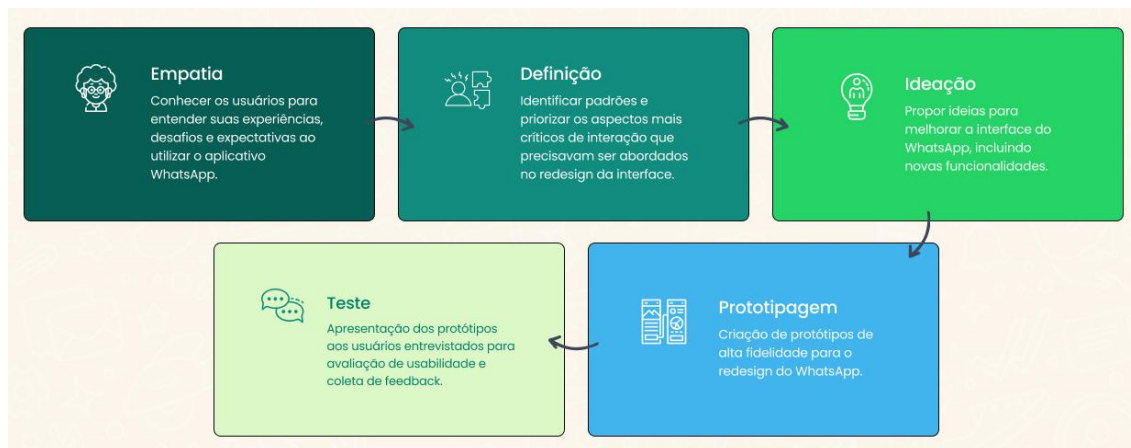 Empatia
Conhecer os usuários para
entender suas experiências,
desafios e expectativas ao
utilizar o aplicativo
WhatsApp.
Definição
Identificar padrões e
priorizar os aspectos mais
críticos de interação que
precisavam ser abordados
no redesign da interface.
Ideação
Propor ideias para
melhorar a interface do
WhatsApp, incluindo
novas funcionalidades.
Prototipagem
Criação de protótipos de
alta fidelidade para o
redesign do WhatsApp.
Teste
Apresentação dos protótipos
aos usuários entrevistados para
avaliação de usabilidade e
coleta de feedback.